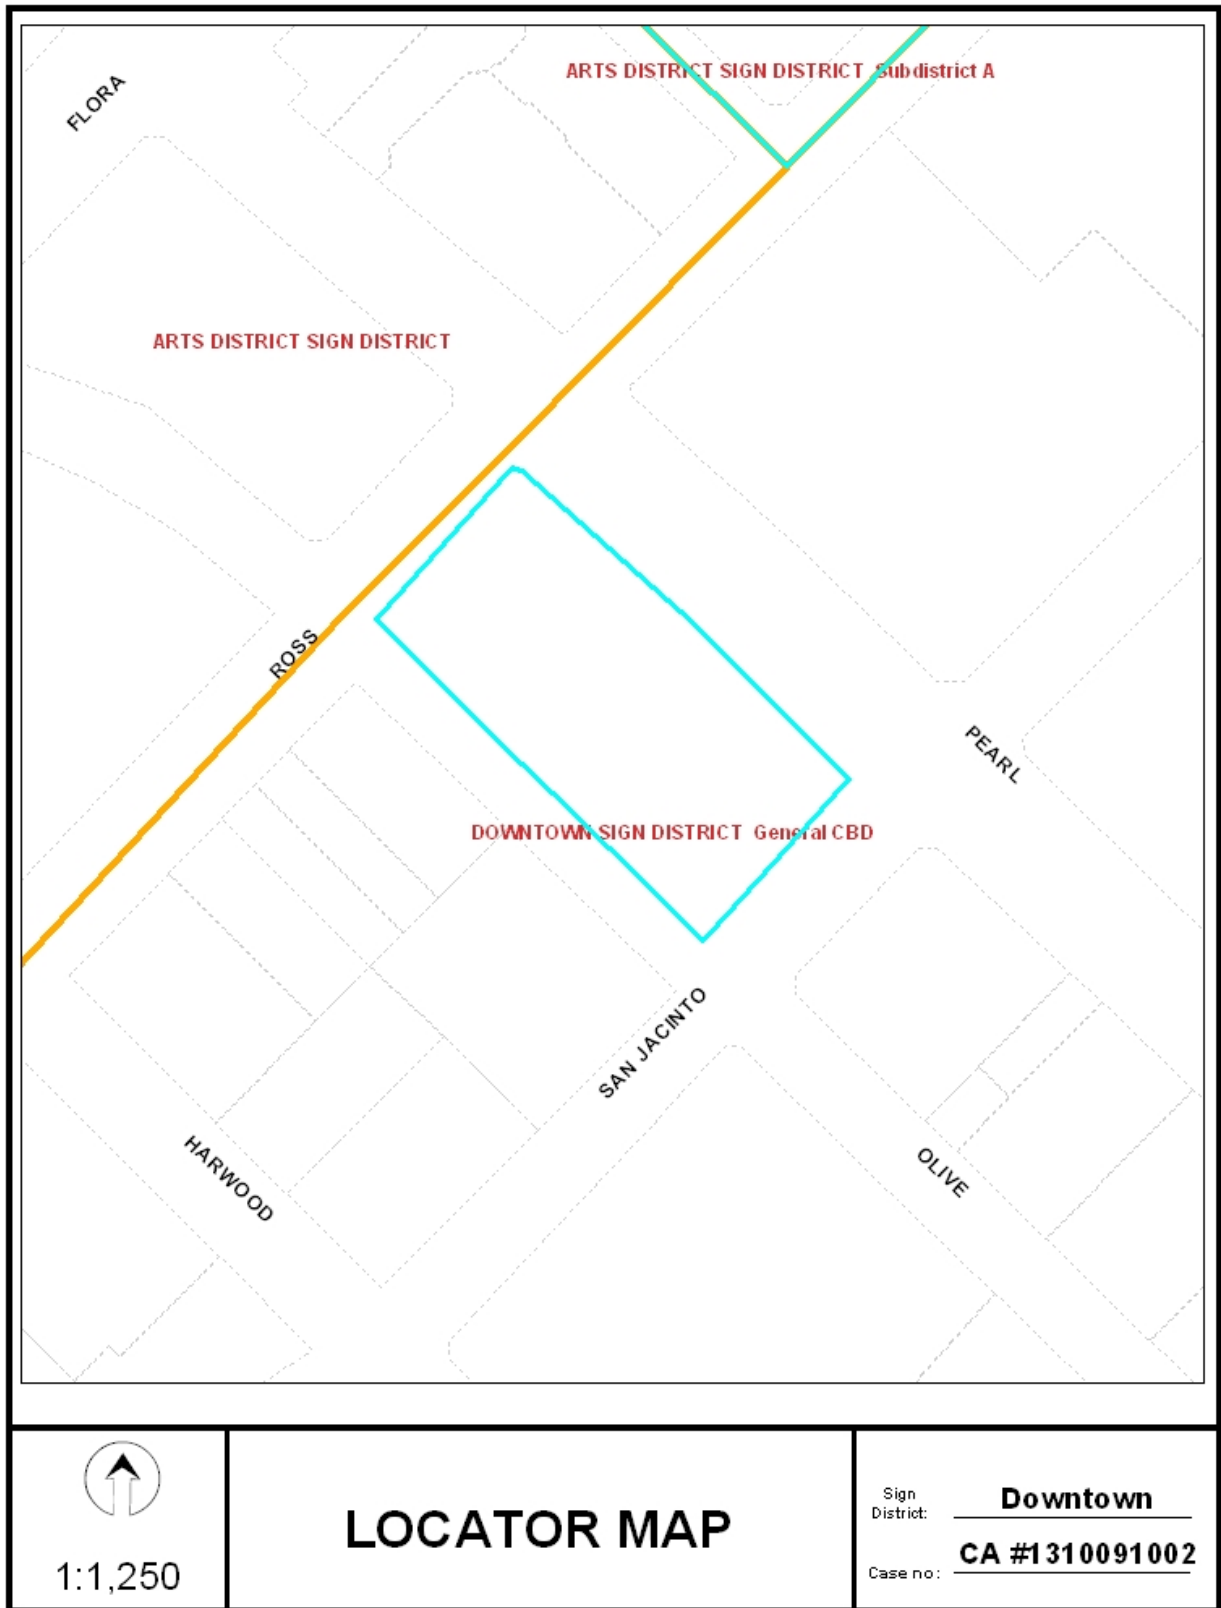 ARTS DISTRICT SIGN DISTRICT Subdistrict A
FLORA
ARTS DISTRICT SIGN DISTRICT
ROSS
PEARL
DOWNTOWN SIGN DISTRICT General CBD
SAN JACINTO
HARWOOD
OLIVE
1:1,250
LOCATOR MAP
Sign
District:
Downtown
Case no:
CA #1310091002